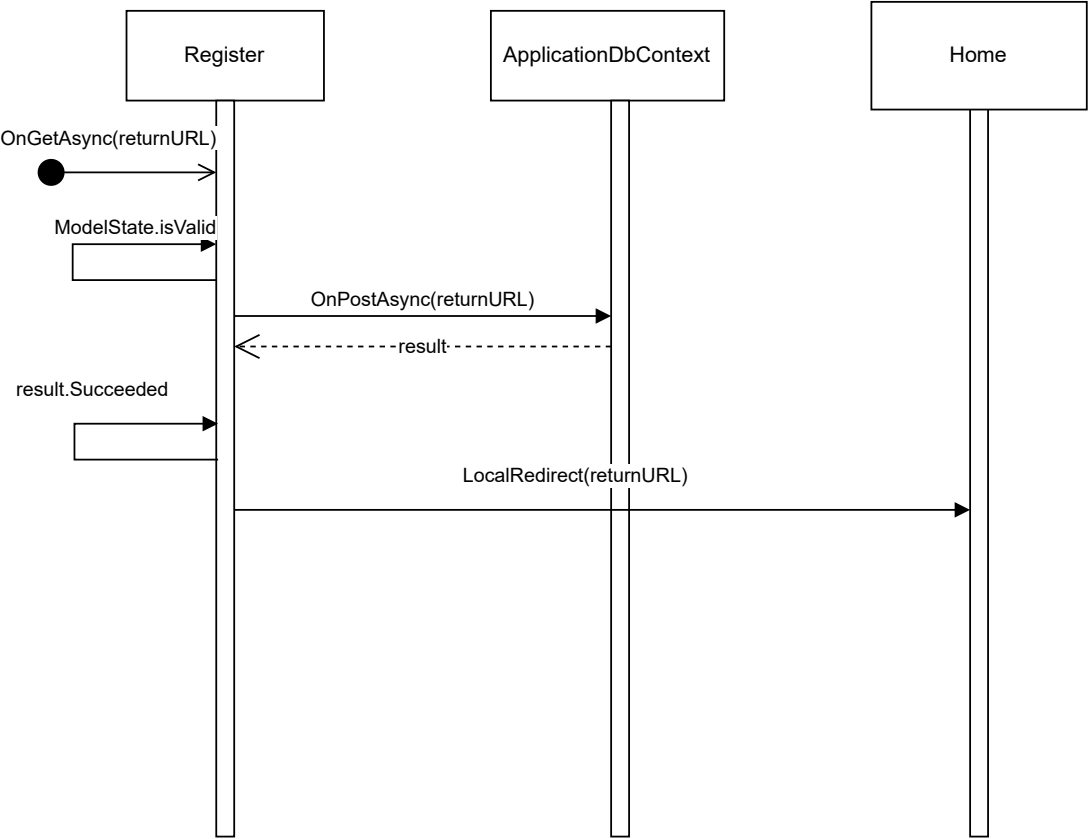 Register
ApplicationDbContext
Home
OnGetAsync(returnURL)
ModelState.isValid
OnPostAsync(returnURL)
result
result.Succeeded
LocalRedirect(returnURL)